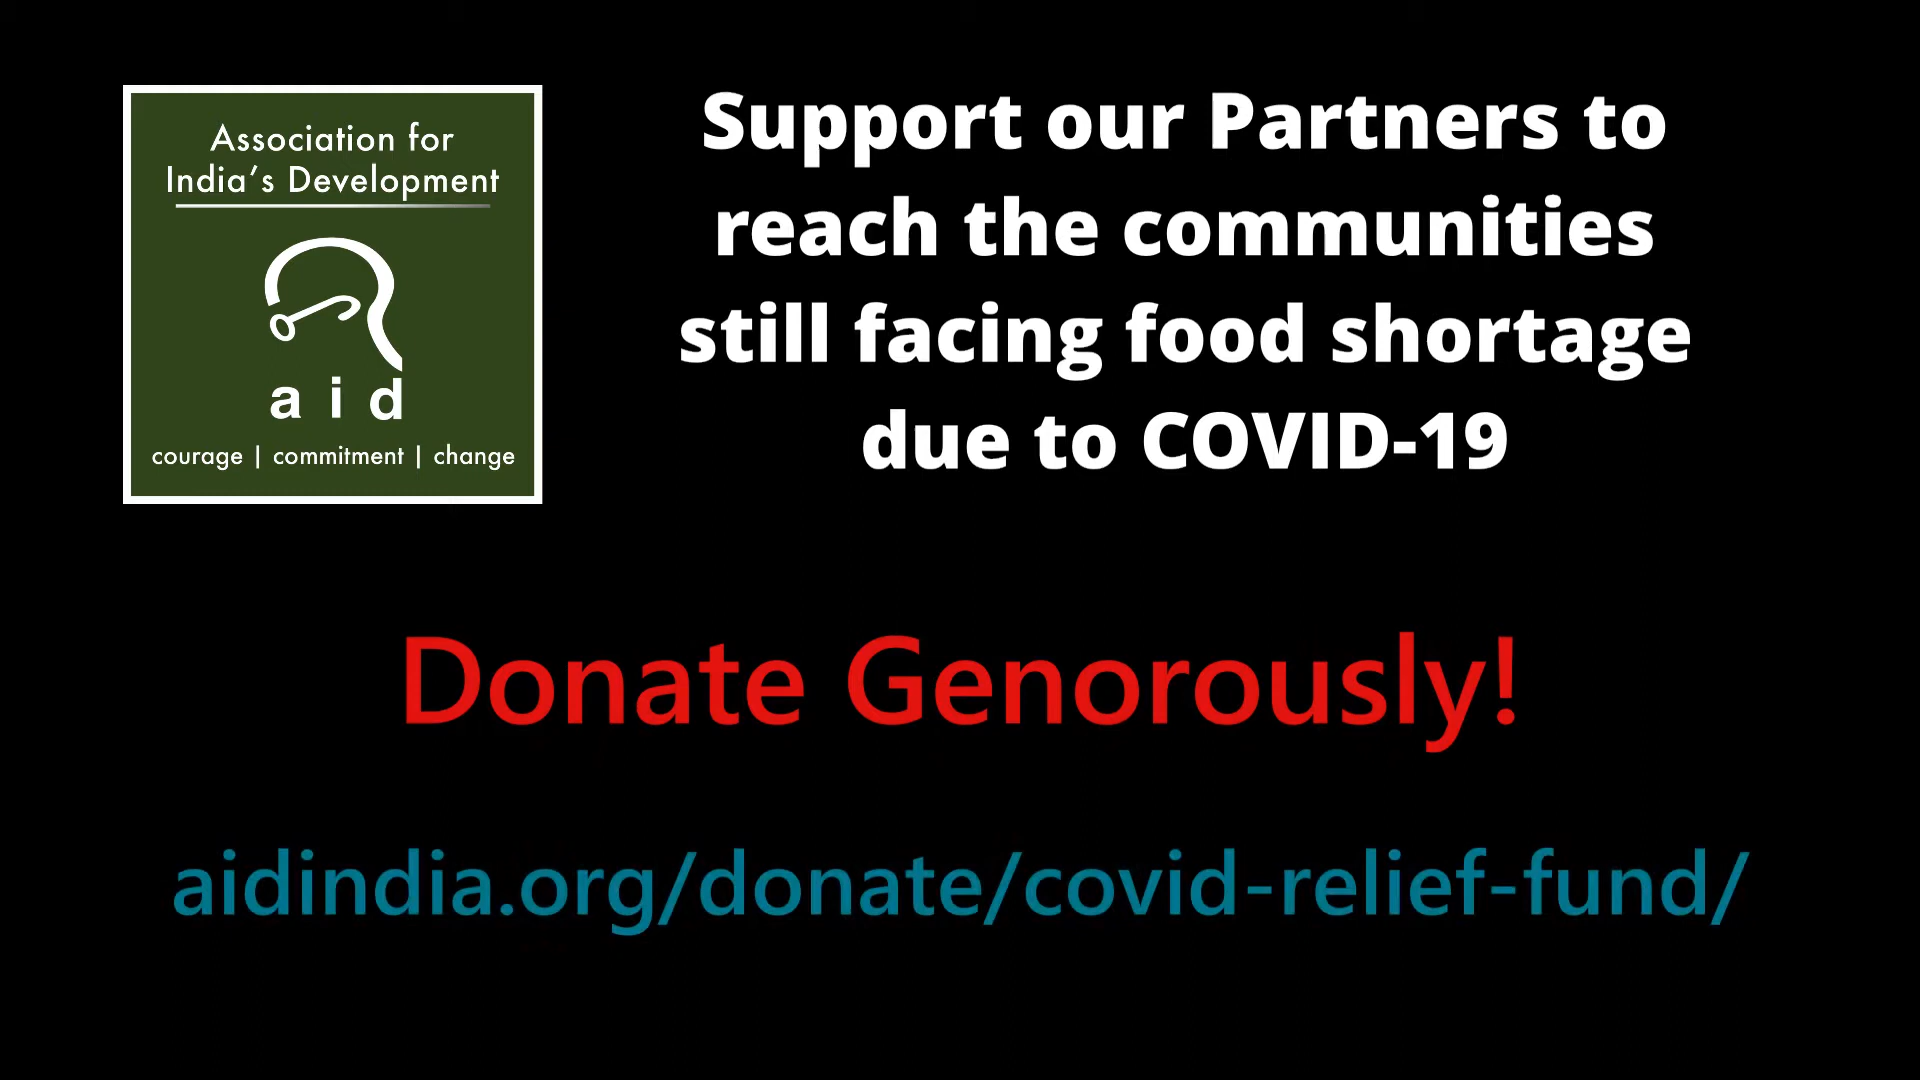 Association for
India's Development
aid
courage | commitment | change
Support our Partners to
reach the communities
still facing food shortage
due to COVID-19
Donate Genorously!
aidindia.org/donate/covid-relief-fund/